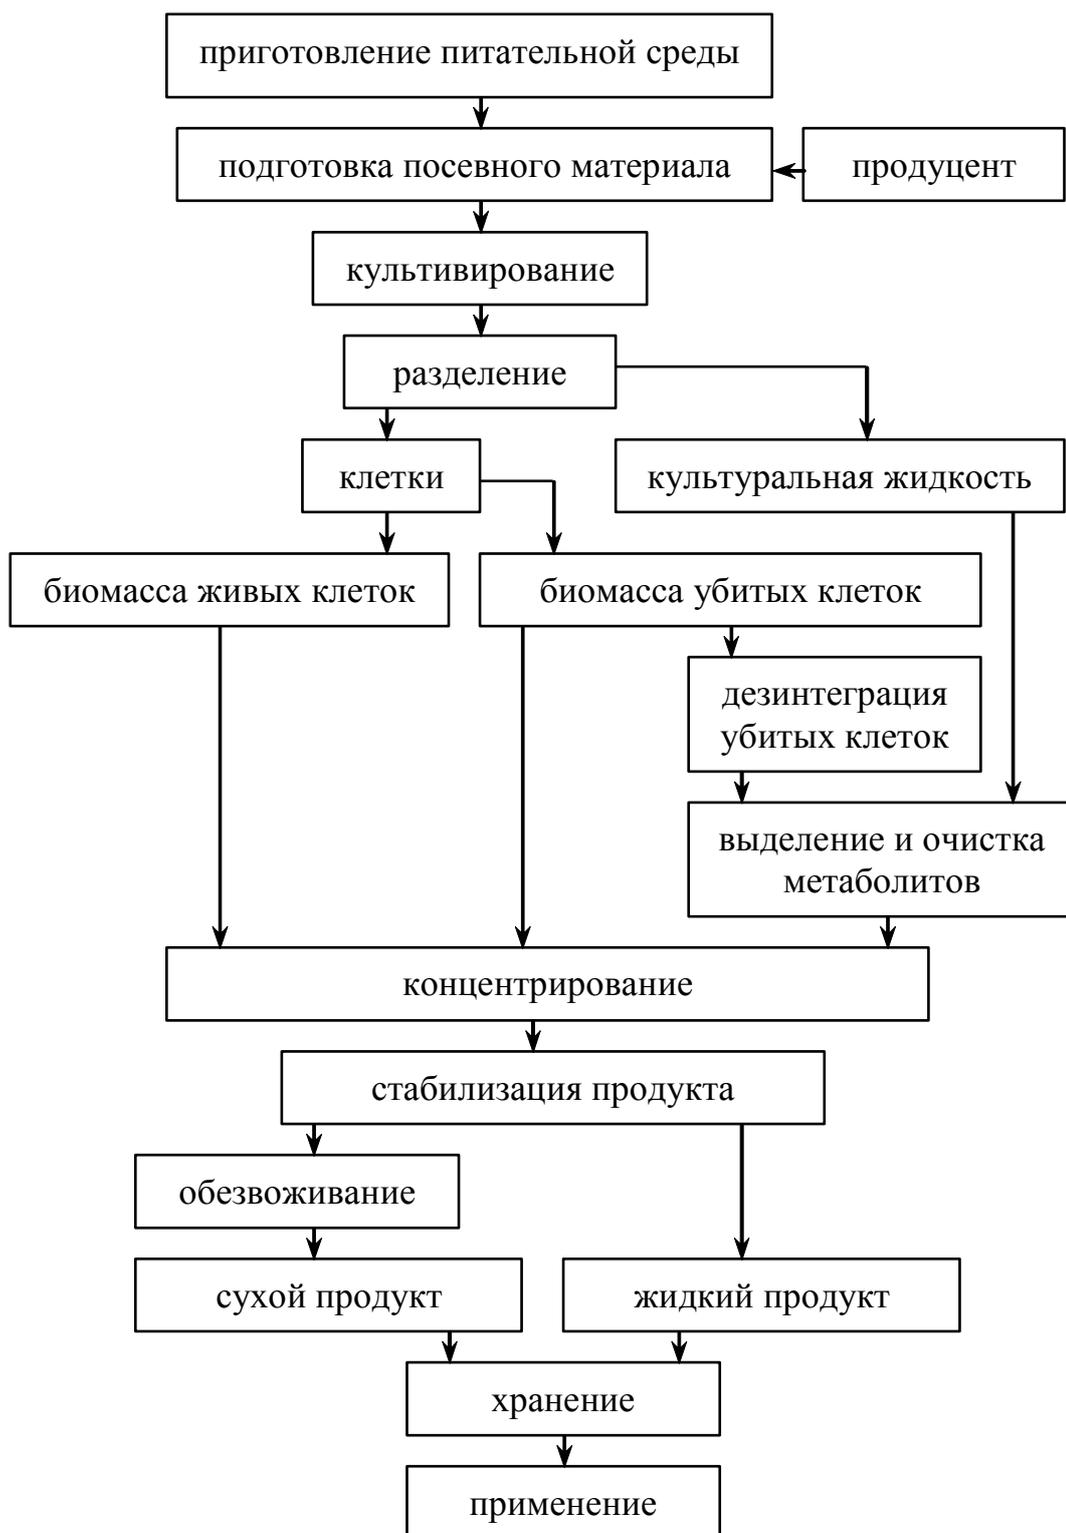 приготовление питательной среды
подготовка посевного материала
продуцент
культивирование
разделение
клетки
культуральная жидкость
биомасса живых клеток
биомасса убитых клеток
дезинтеграция
убитых клеток
выделение и очистка
метаболитов
концентрирование
стабилизация продукта
обезвоживание
сухой продукт
жидкий продукт
хранение
применение